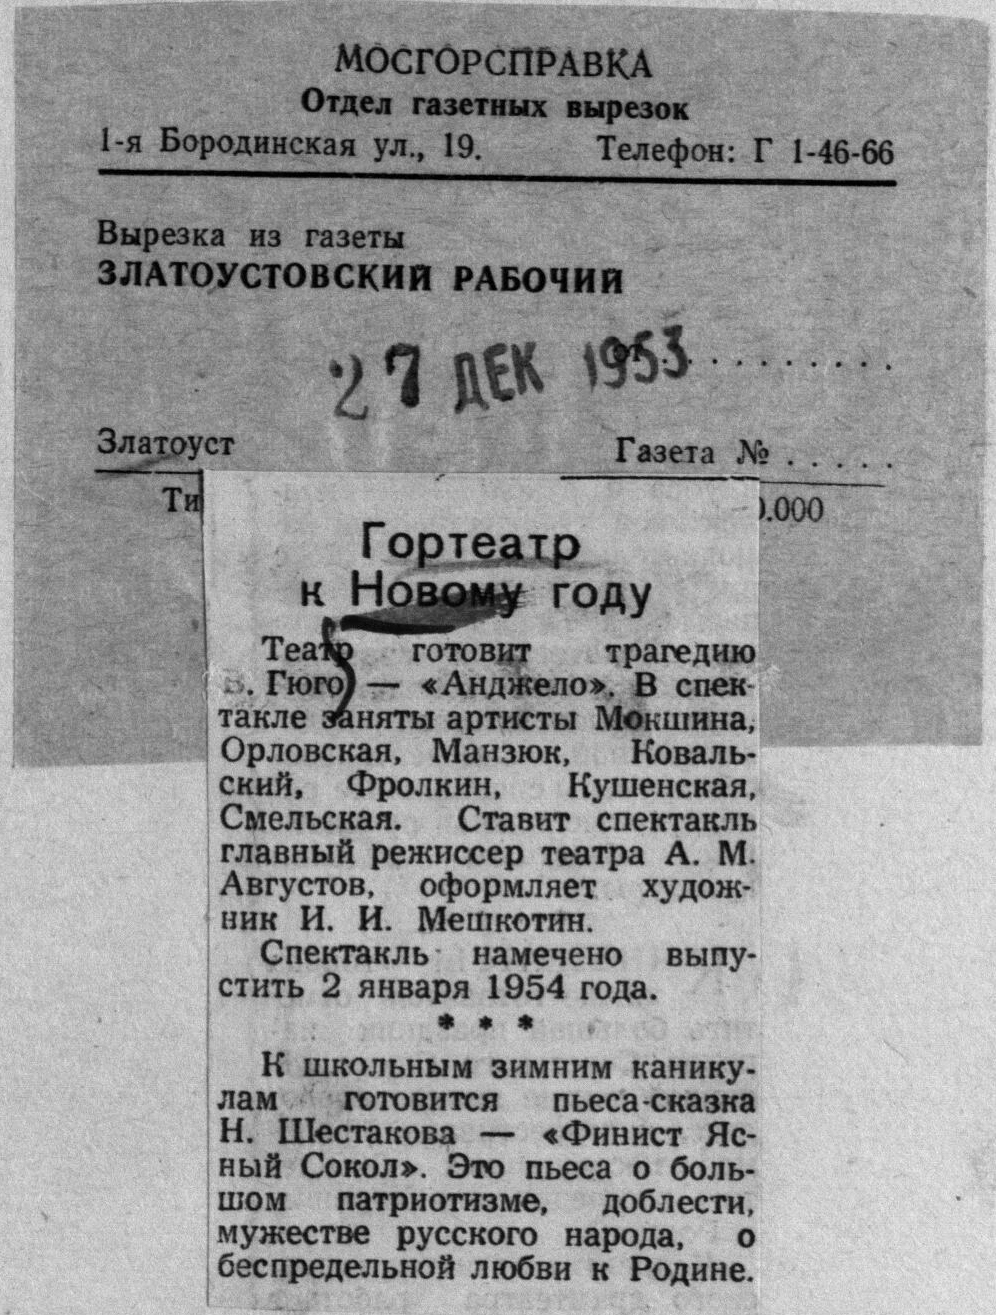 МОСГОРСПРАВКА
Отдел газетных вырезок
1-я Бородинская ул., 19. Телефон: Г 1-46-66
Вырезка из газеты
ЗЛАТОУСТОВСКИЙ РАБОЧИЙ
27 ДЕК 1953 . . . . . . . . . .
Златоуст Газета № . . . . .
Ти 0.000
Гортеатр
к Новому году
Театр готовит трагедию
В. Гюго — «Анджело». В спек-
такле заняты артисты Мокшина,
Орловская, Манзюк, Коваль-
ский, Фролкин, Кушенская,
Смельская. Ставит спектакль
главный режиссер театра А. М.
Августов, оформляет худож-
ник И. И. Мешкотин.
Спектакль намечено выпу-
стить 2 января 1954 года.
* * *
К школьным зимним канику-
лам готовится пьеса-сказка
Н. Шестакова — «Финист Яс-
ный Сокол». Это пьеса о боль-
шом патриотизме, доблести,
мужестве русского народа, о
беспредельной любви к Родине.